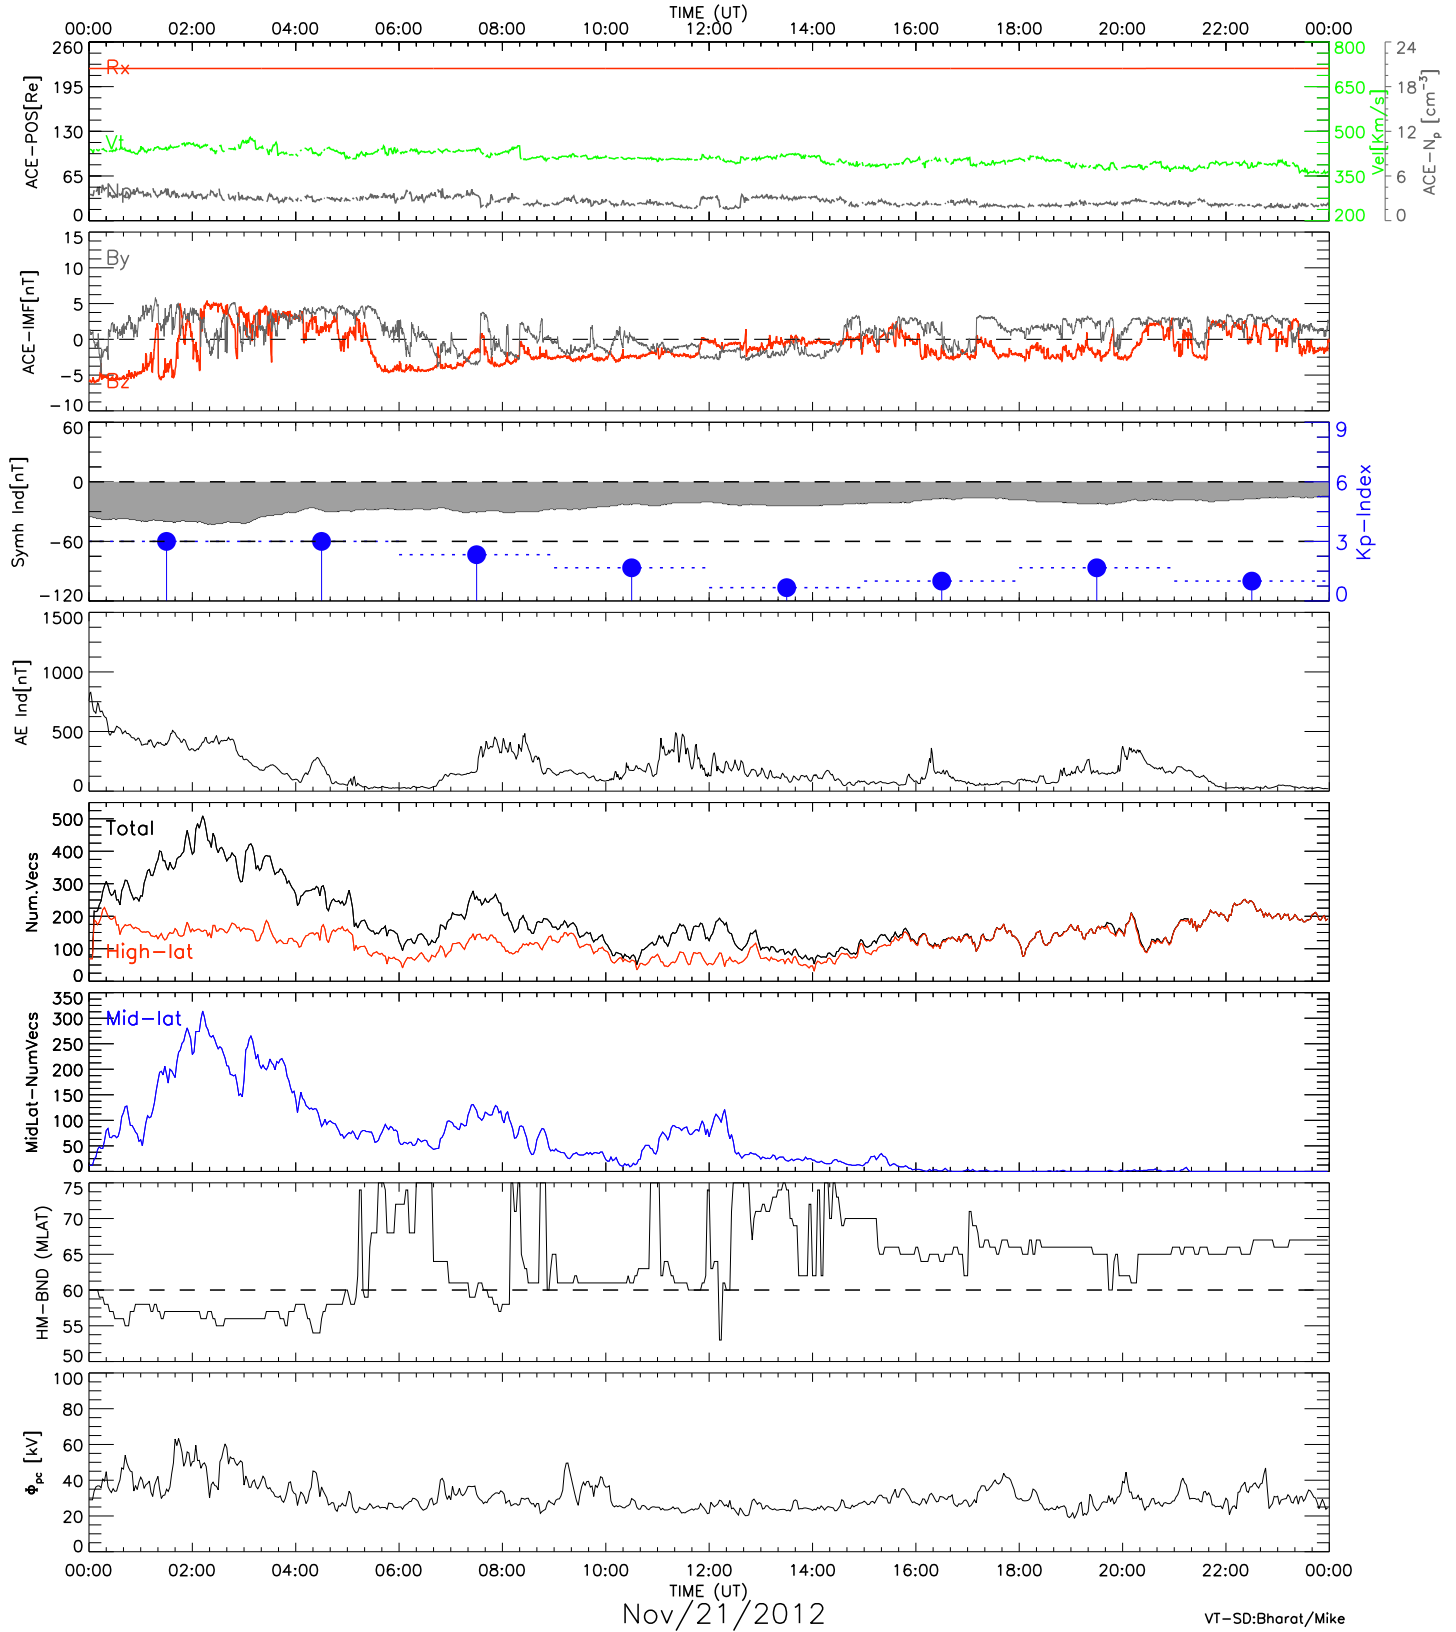 TIME (UT)
00:00 02:00 04:00 06:00 08:00 10:00 12:00 14:00 16:00 18:00 20:00 22:00 00:00
ACE-POS[Re]
260
195
130
65
0
Rx
Vt
Np
800
650
500
350
200
Vel[Km/s]
24
18
12
6
0
ACE-Np [cm-3]
ACE-IMF[nT]
15
10
5
0
-5
-10
By
Bz
Symh Ind[nT]
60
0
-60
-120
9
6
3
0
Kp-Index
AE Ind[nT]
1500
1000
500
0
Num.Vecs
500
400
300
200
100
0
Total
High-lat
MidLat-NumVecs
350
300
250
200
150
100
50
0
Mid-lat
HM-BND (MLAT)
75
70
65
60
55
50
Φpc [kV]
100
80
60
40
20
0
00:00 02:00 04:00 06:00 08:00 10:00 12:00 14:00 16:00 18:00 20:00 22:00 00:00
TIME (UT)
Nov/21/2012
VT-SD:Bharat/Mike